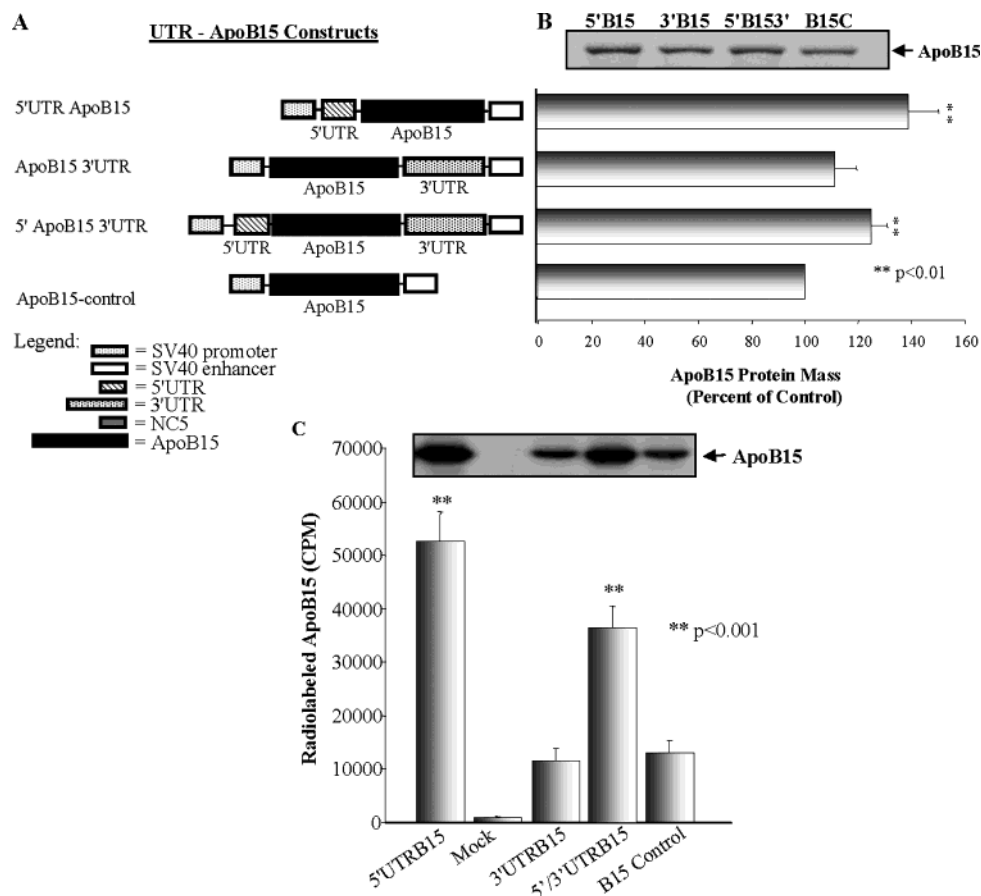 A
UTR - ApoB15 Constructs
5'UTR ApoB15
5'UTR
ApoB15
ApoB15 3'UTR
ApoB15
3'UTR
5' ApoB15 3'UTR
5'UTR
ApoB15
3'UTR
ApoB15-control
ApoB15
Legend:
= SV40 promoter
= SV40 enhancer
= 5'UTR
= 3'UTR
= NC5
= ApoB15
B
5'B15 3'B15 5'B153' B15C
ApoB15
**
**
** p<0.01
0 20 40 60 80 100 120 140 160
ApoB15 Protein Mass
(Percent of Control)
C
ApoB15
Radiolabeled ApoB15 (CPM)
70000
60000
50000
40000
30000
20000
10000
0
**
**
** p<0.001
5'UTRB15
Mock
3'UTRB15
5'/3'UTRB15
B15 Control